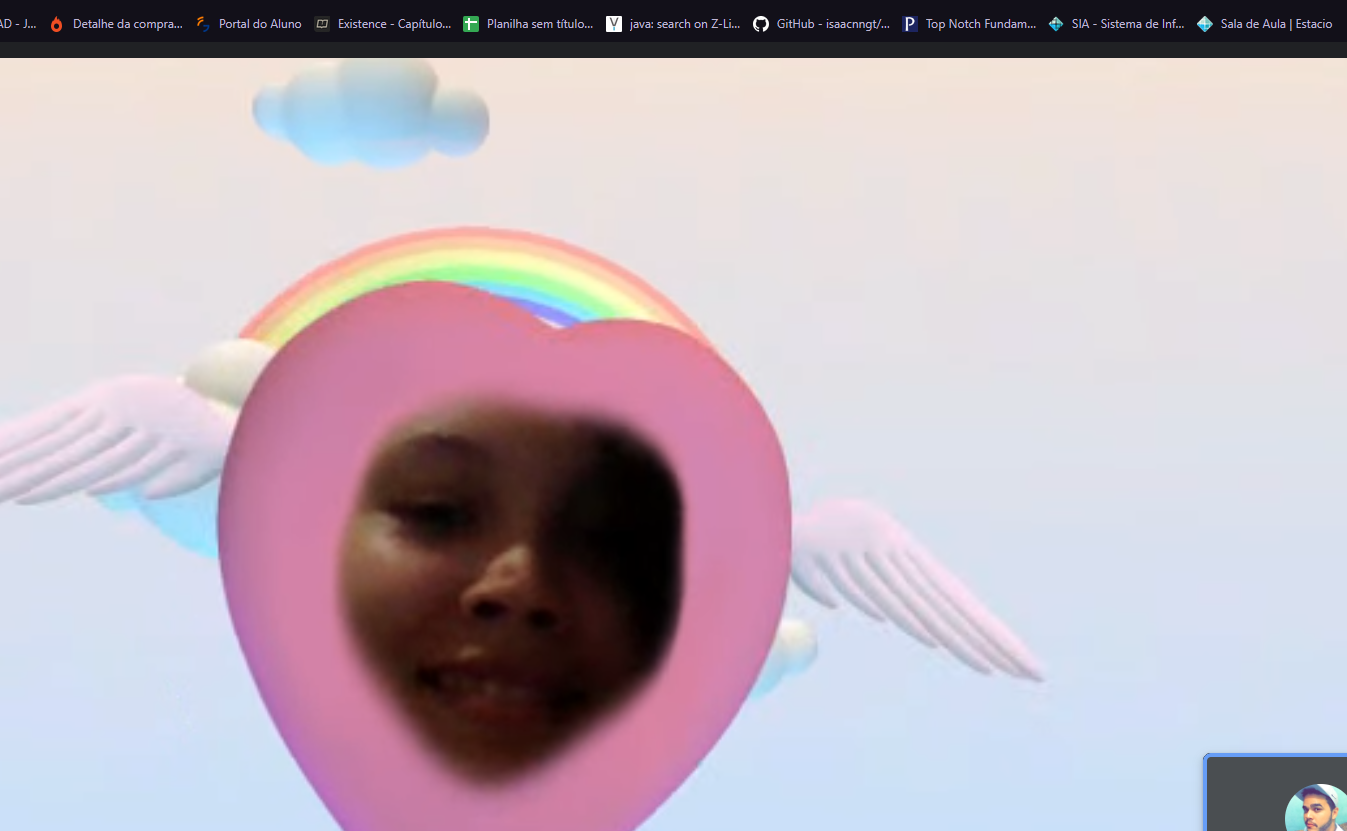 AD - J... Detalhe da compra... Portal do Aluno Existence - Capítulo... Planilha sem título... java: search on Z-Li... GitHub - isaacnngt/... Top Notch Fundam... SIA - Sistema de Inf... Sala de Aula | Estacio